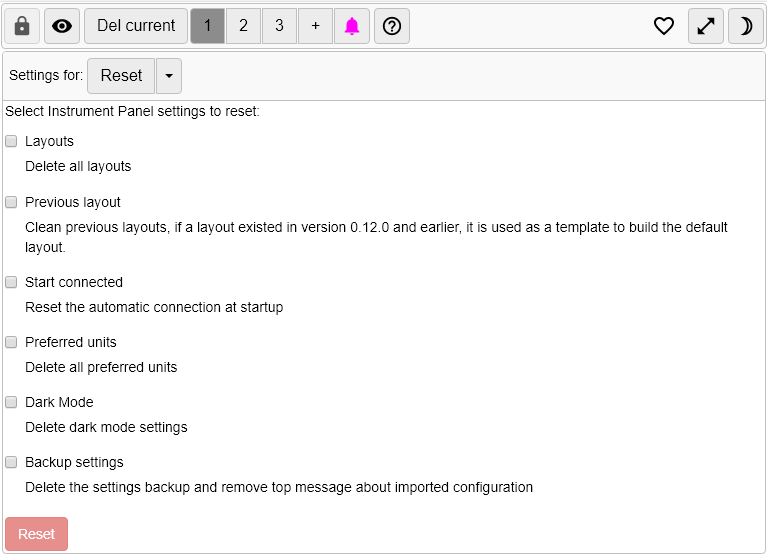 Del current 1 2 3 +
Settings for: Reset
Select Instrument Panel settings to reset:
Layouts
Delete all layouts
Previous layout
Clean previous layouts, if a layout existed in version 0.12.0 and earlier, it is used as a template to build the default
layout.
Start connected
Reset the automatic connection at startup
Preferred units
Delete all preferred units
Dark Mode
Delete dark mode settings
Backup settings
Delete the settings backup and remove top message about imported configuration
Reset